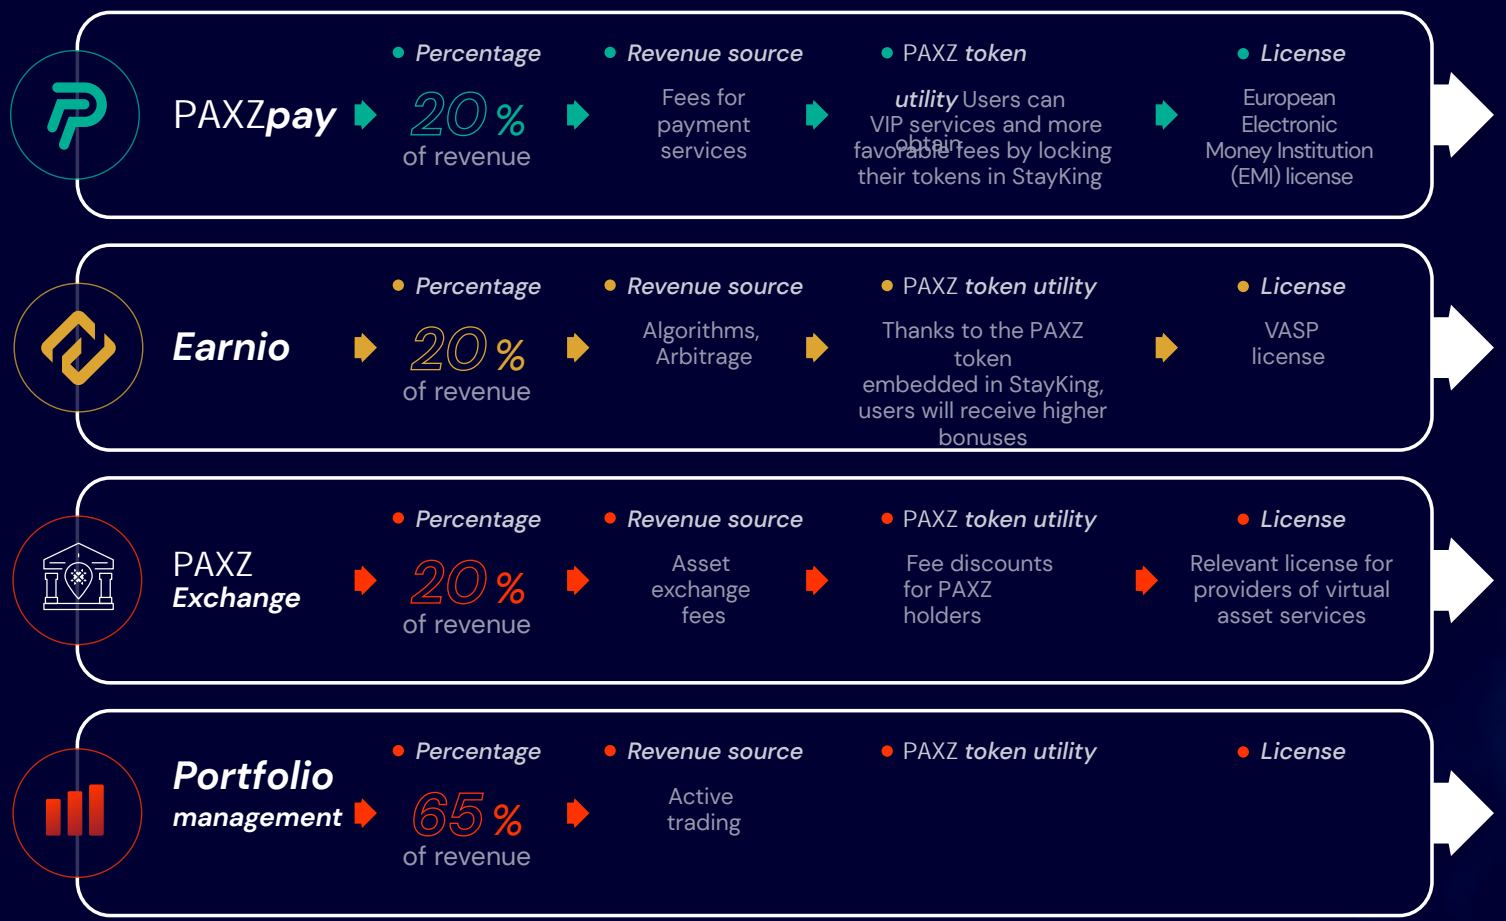 PAXZpay
Percentage
20 %
of revenue
Revenue source
Fees for
payment
services
PAXZ token
utility Users can
obtain
VIP services and more
favorable fees by locking
their tokens in StayKing
License
European
Electronic
Money Institution
(EMI) license
Earnio
Percentage
20 %
of revenue
Revenue source
Algorithms,
Arbitrage
PAXZ token utility
Thanks to the PAXZ
token
embedded in StayKing,
users will receive higher
bonuses
License
VASP
license
PAXZ
Exchange
Percentage
20 %
of revenue
Revenue source
Asset
exchange
fees
PAXZ token utility
Fee discounts
for PAXZ
holders
License
Relevant license for
providers of virtual
asset services
Portfolio
management
Percentage
65 %
of revenue
Revenue source
Active
trading
PAXZ token utility
License